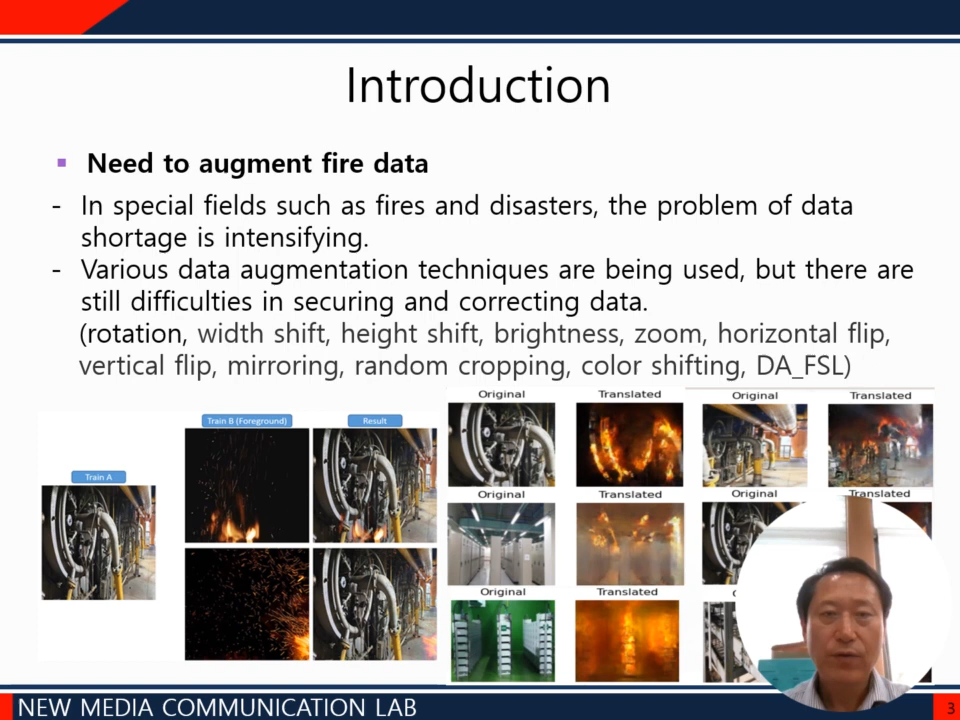 Introduction
▪ Need to augment fire data
- In special fields such as fires and disasters, the problem of data
shortage is intensifying.
- Various data augmentation techniques are being used, but there are
still difficulties in securing and correcting data.
(rotation, width shift, height shift, brightness, zoom, horizontal flip,
vertical flip, mirroring, random cropping, color shifting, DA_FSL)
Train A
Train B (Foreground) Result
Original Translated Original Translated
Original Translated Original Translated
Original Translated
NEW MEDIA COMMUNICATION LAB 3